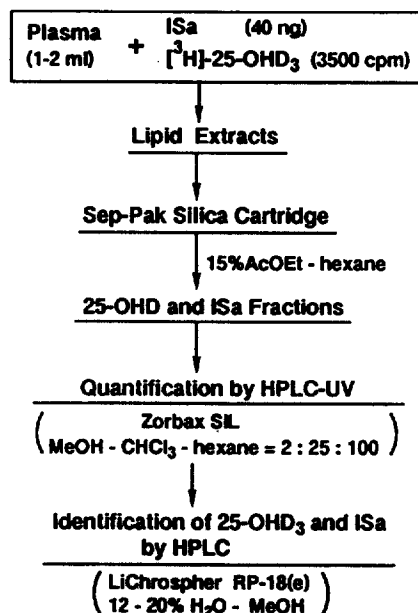 Plasma + ISa (40 ng)
(1-2 ml) [³H]-25-OHD₃ (3500 cpm)
Lipid Extracts
Sep-Pak Silica Cartridge
15%AcOEt - hexane
25-OHD and ISa Fractions
Quantification by HPLC-UV
( Zorbax SIL
MeOH - CHCl₃ - hexane = 2 : 25 : 100 )
Identification of 25-OHD₃ and ISa
by HPLC
( LiChrospher RP-18(e)
12 - 20% H₂O - MeOH )